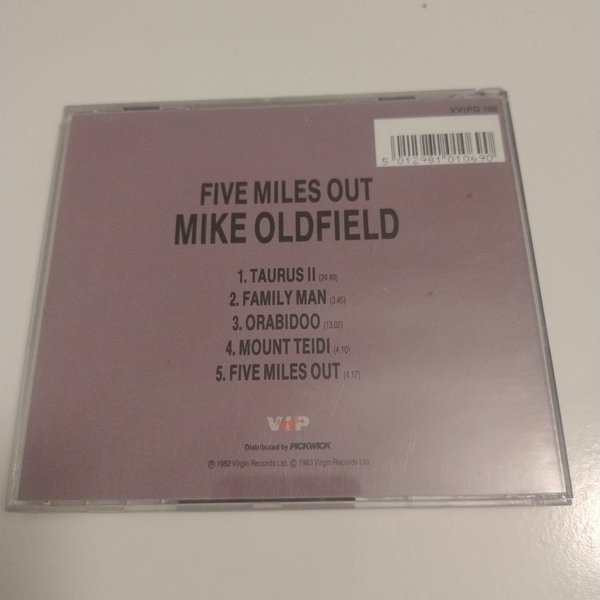 VVIPD 106
5 012981 010690
FIVE MILES OUT
MIKE OLDFIELD
1. TAURUS II (24.49)
2. FAMILY MAN (3.45)
3. ORABIDOO (13.02)
4. MOUNT TEIDI (4.10)
5. FIVE MILES OUT (4.17)
VIP
Distributed by PICKWICK
℗ 1982 Virgin Records Ltd. © 1983 Virgin Records Ltd.